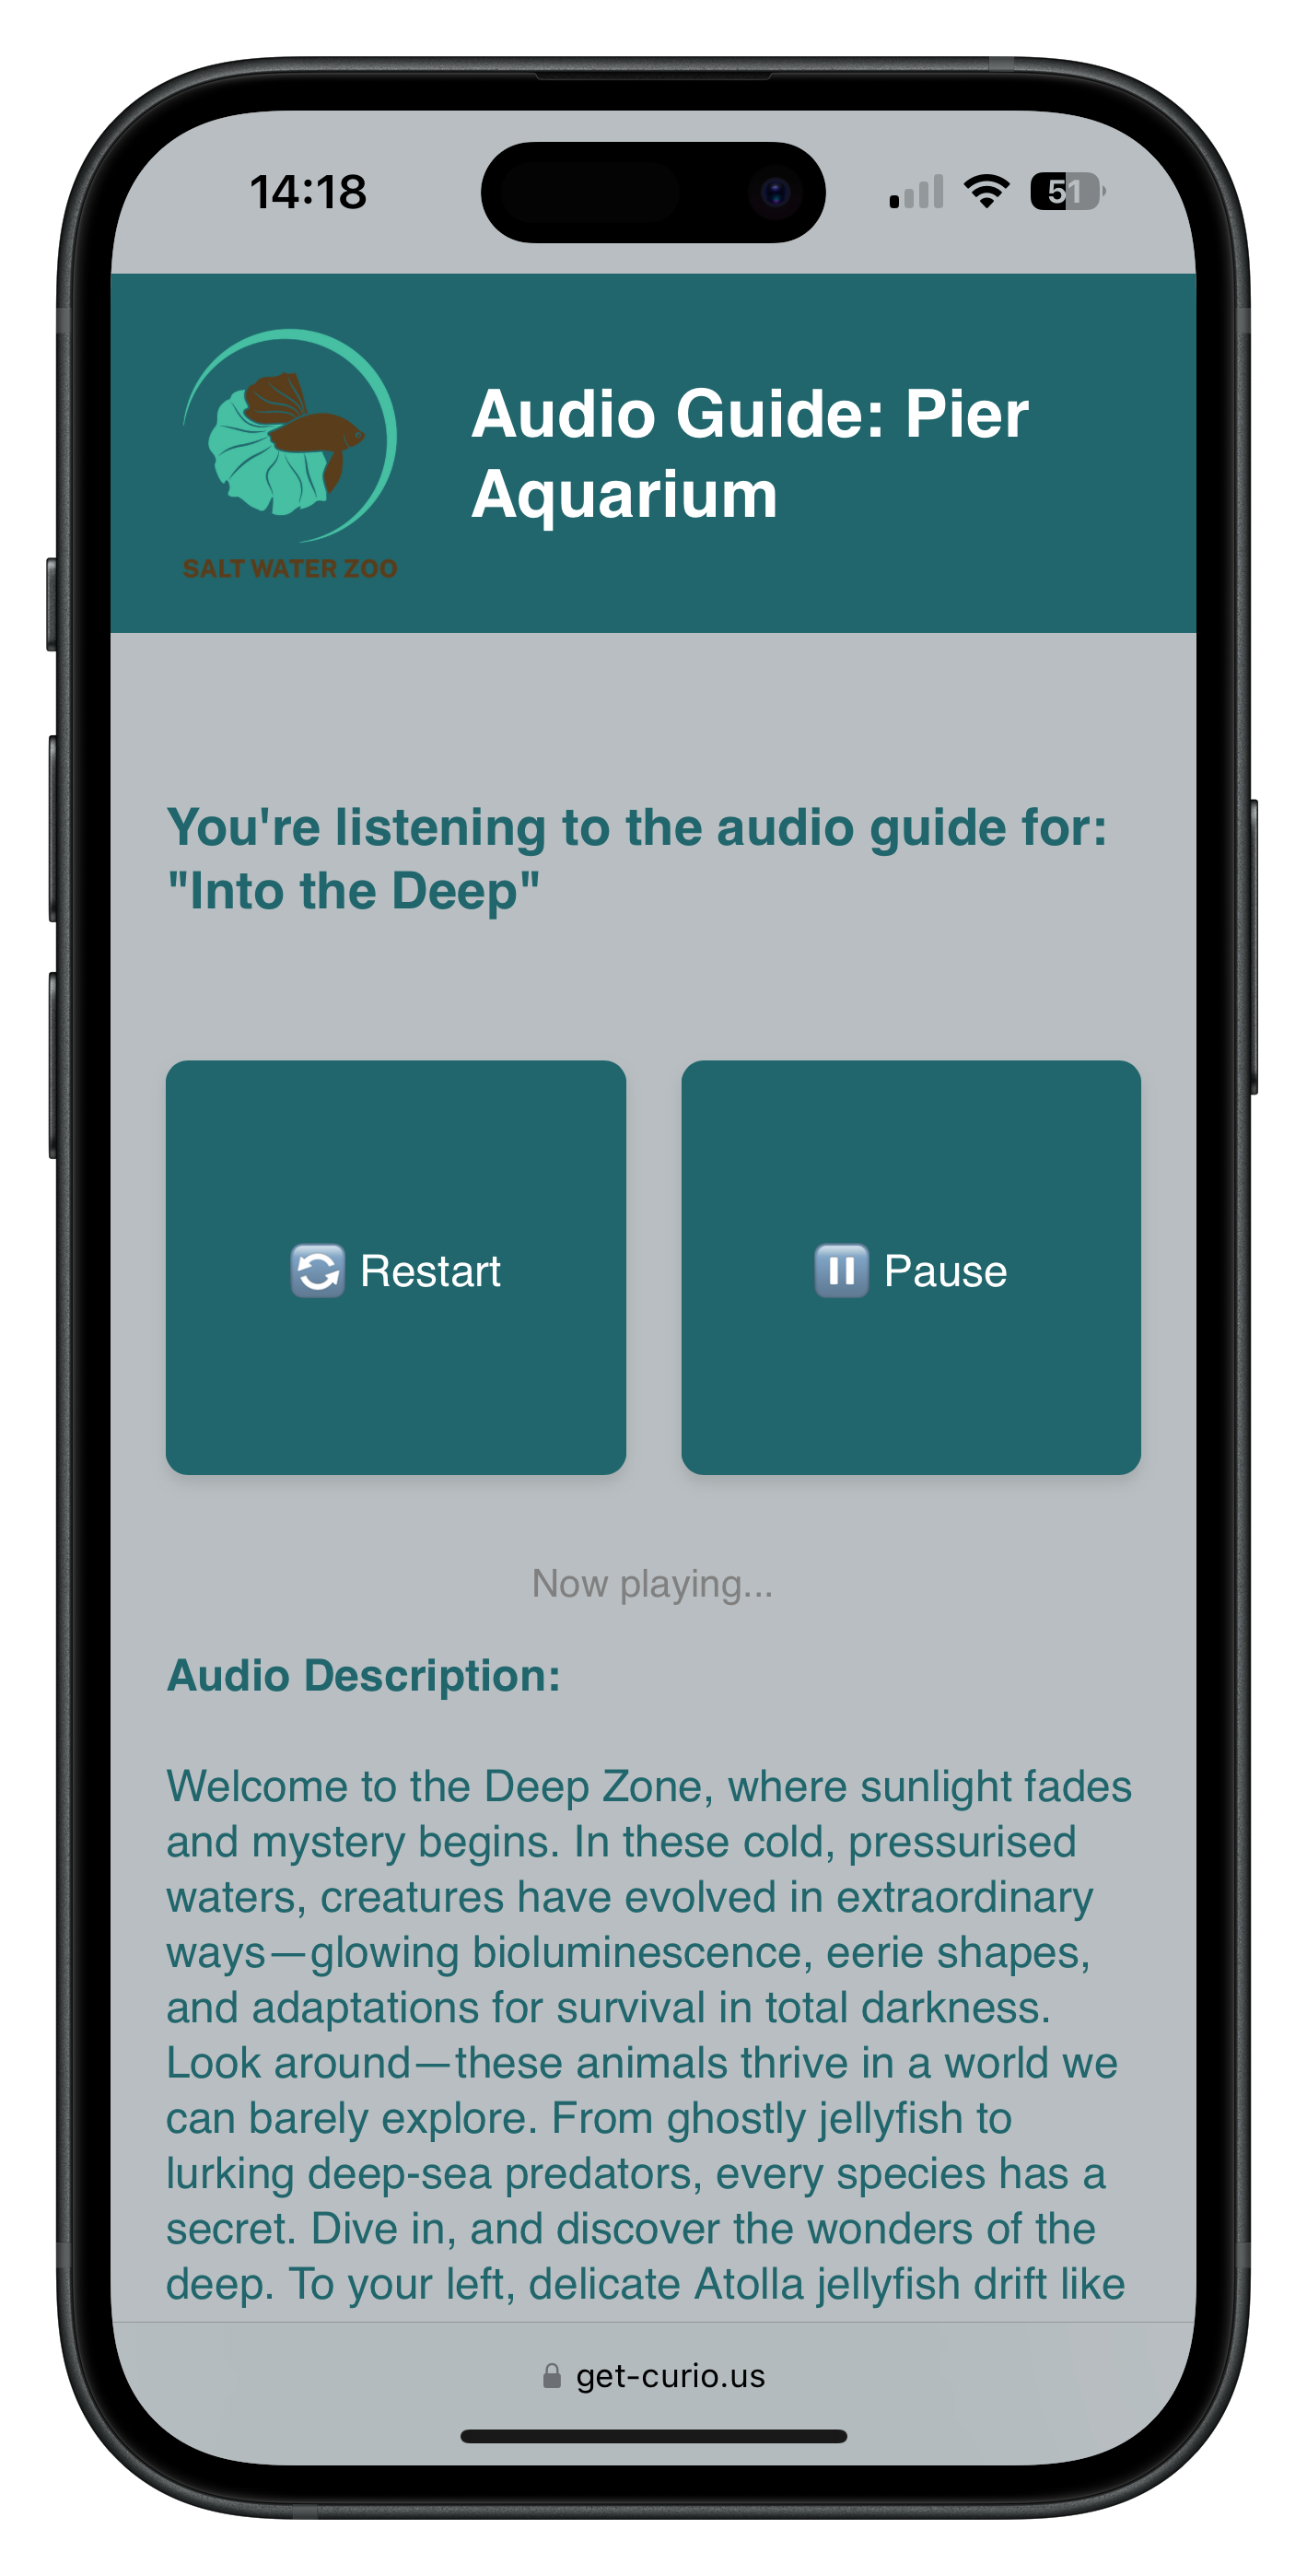 14:18
51
Audio Guide: Pier
Aquarium
SALT WATER ZOO
You're listening to the audio guide for:
"Into the Deep"
Restart
Pause
Now playing...
Audio Description:
Welcome to the Deep Zone, where sunlight fades
and mystery begins. In these cold, pressurised
waters, creatures have evolved in extraordinary
ways—glowing bioluminescence, eerie shapes,
and adaptations for survival in total darkness.
Look around—these animals thrive in a world we
can barely explore. From ghostly jellyfish to
lurking deep-sea predators, every species has a
secret. Dive in, and discover the wonders of the
deep. To your left, delicate Atolla jellyfish drift like
get-curio.us